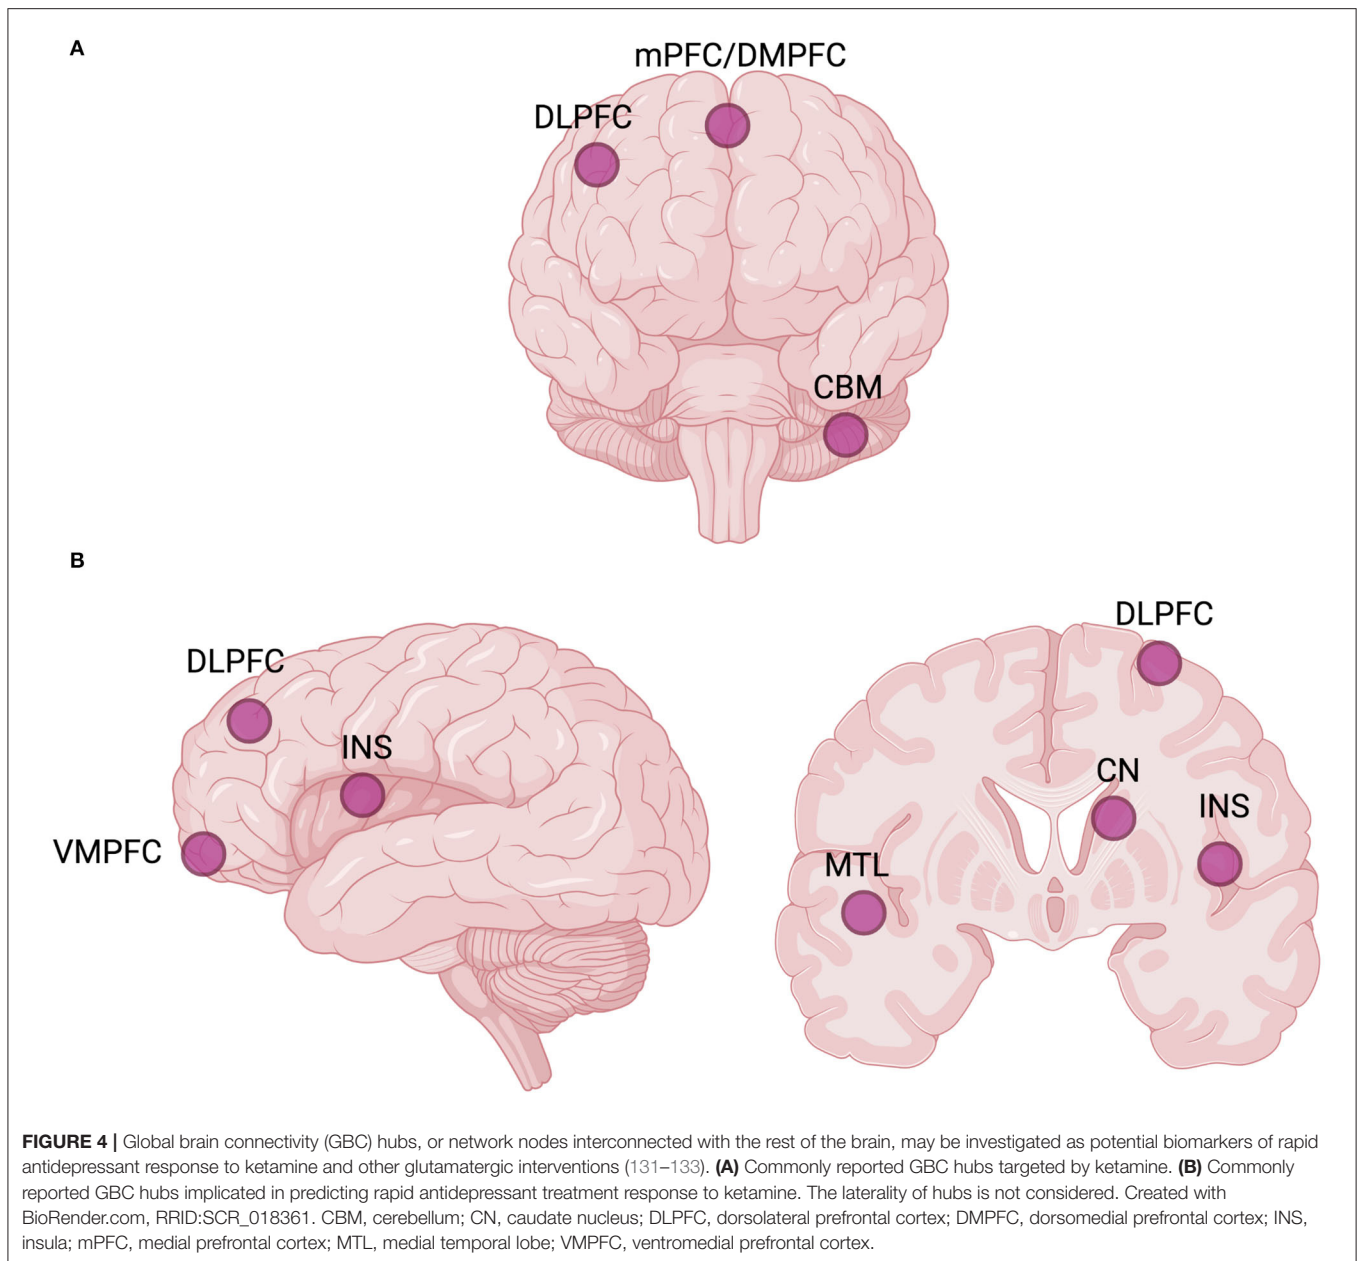 A
mPFC/DMPFC
DLPFC
CBM
B
DLPFC
INS
VMPFC
DLPFC
CN
INS
MTL
FIGURE 4 | Global brain connectivity (GBC) hubs, or network nodes interconnected with the rest of the brain, may be investigated as potential biomarkers of rapid
antidepressant response to ketamine and other glutamatergic interventions (131–133). (A) Commonly reported GBC hubs targeted by ketamine. (B) Commonly
reported GBC hubs implicated in predicting rapid antidepressant treatment response to ketamine. The laterality of hubs is not considered. Created with
BioRender.com, RRID:SCR_018361. CBM, cerebellum; CN, caudate nucleus; DLPFC, dorsolateral prefrontal cortex; DMPFC, dorsomedial prefrontal cortex; INS,
insula; mPFC, medial prefrontal cortex; MTL, medial temporal lobe; VMPFC, ventromedial prefrontal cortex.